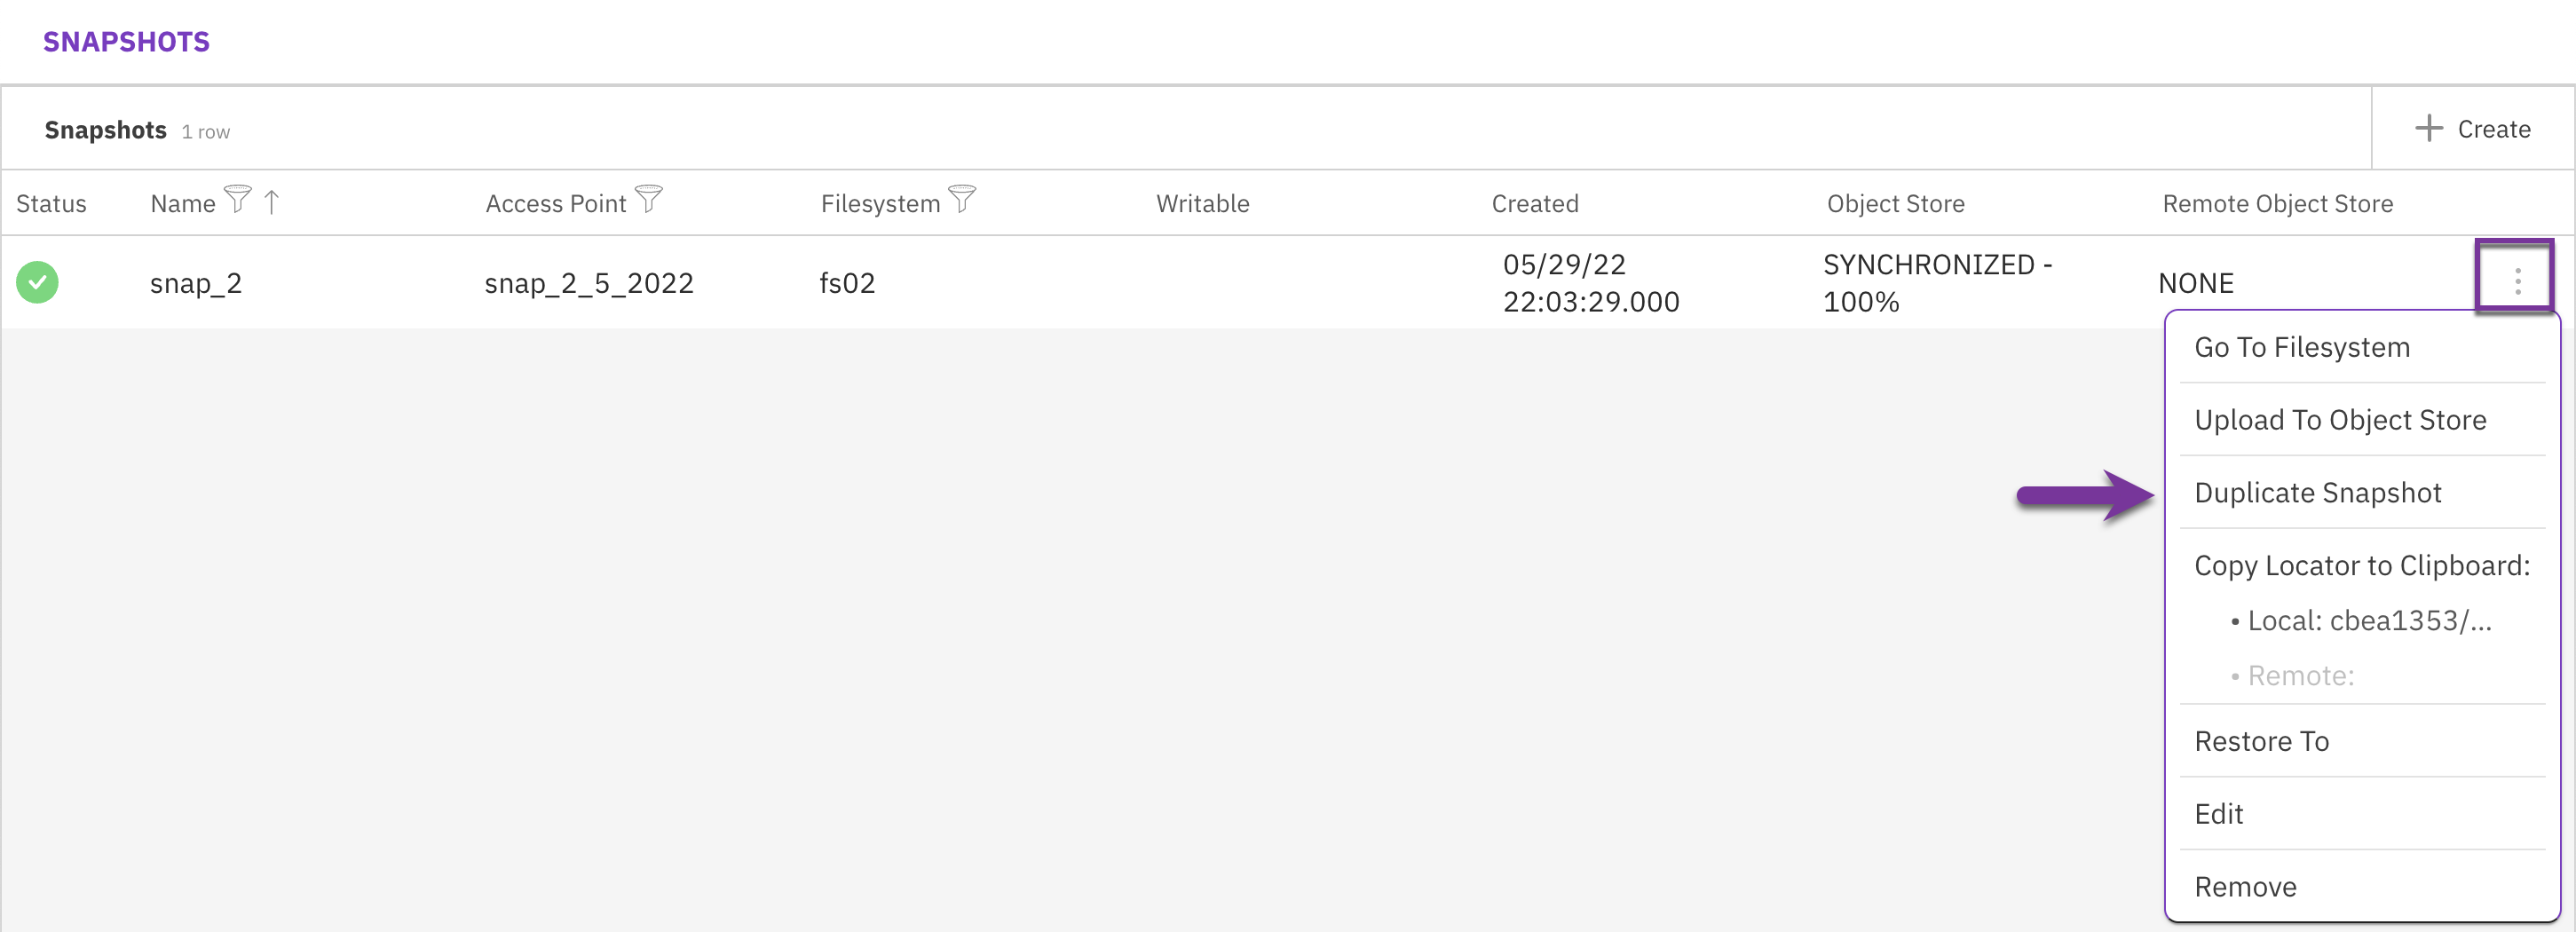 SNAPSHOTS
Snapshots 1 row
Create
Status Name Access Point Filesystem Writable Created Object Store Remote Object Store
snap_2 snap_2_5_2022 fs02 05/29/22 22:03:29.000 SYNCHRONIZED - 100% NONE
Go To Filesystem
Upload To Object Store
Duplicate Snapshot
Copy Locator to Clipboard:
• Local: cbea1353/...
• Remote:
Restore To
Edit
Remove